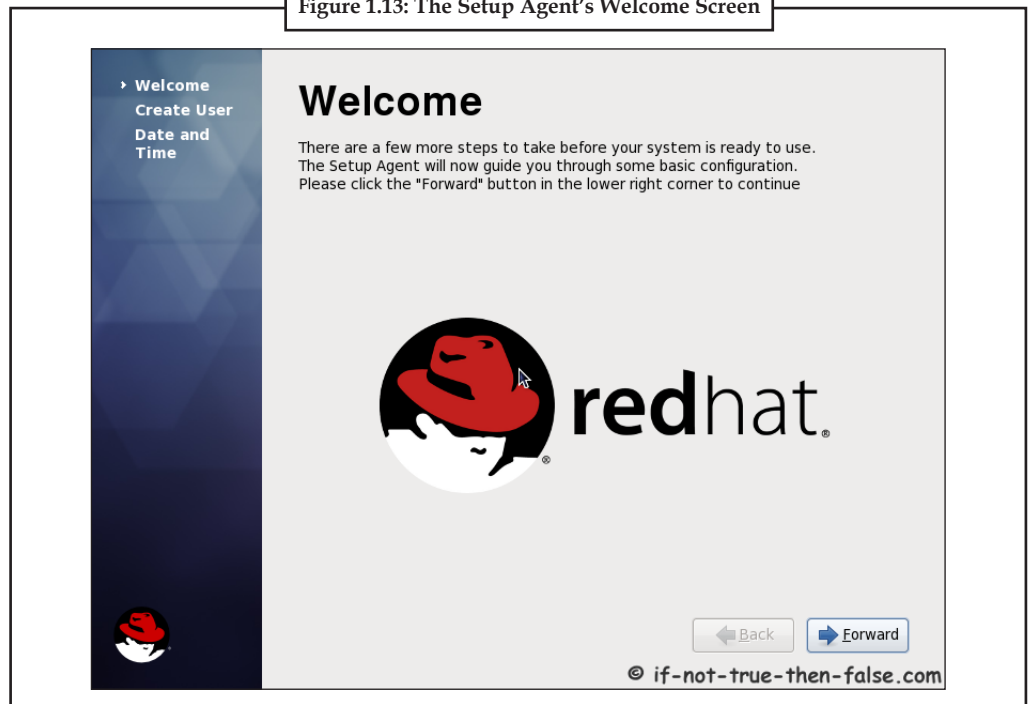 Figure 1.13: The Setup Agent's Welcome Screen
Welcome
Create User
Date and
Time
Welcome
There are a few more steps to take before your system is ready to use.
The Setup Agent will now guide you through some basic configuration.
Please click the "Forward" button in the lower right corner to continue
redhat®
®
Back
Forward
© if-not-true-then-false.com